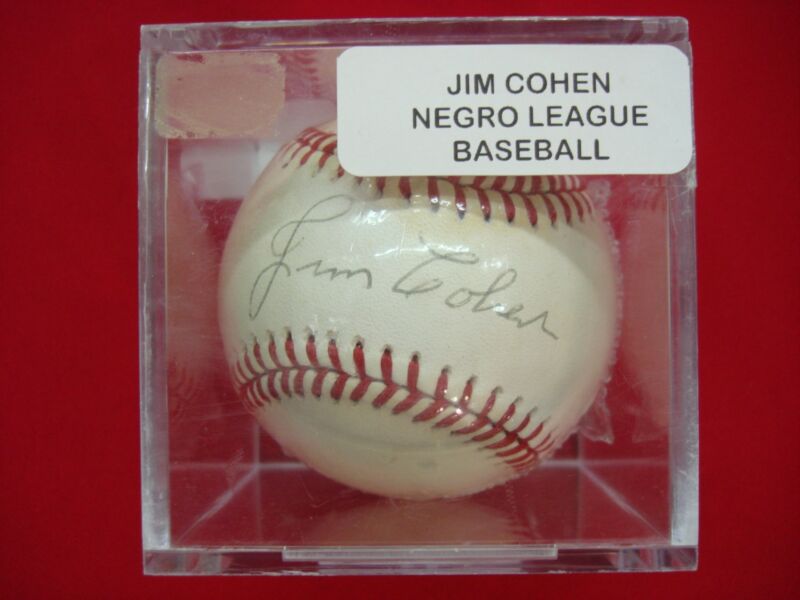 JIM COHEN
NEGRO LEAGUE
BASEBALL
Jim Cohen